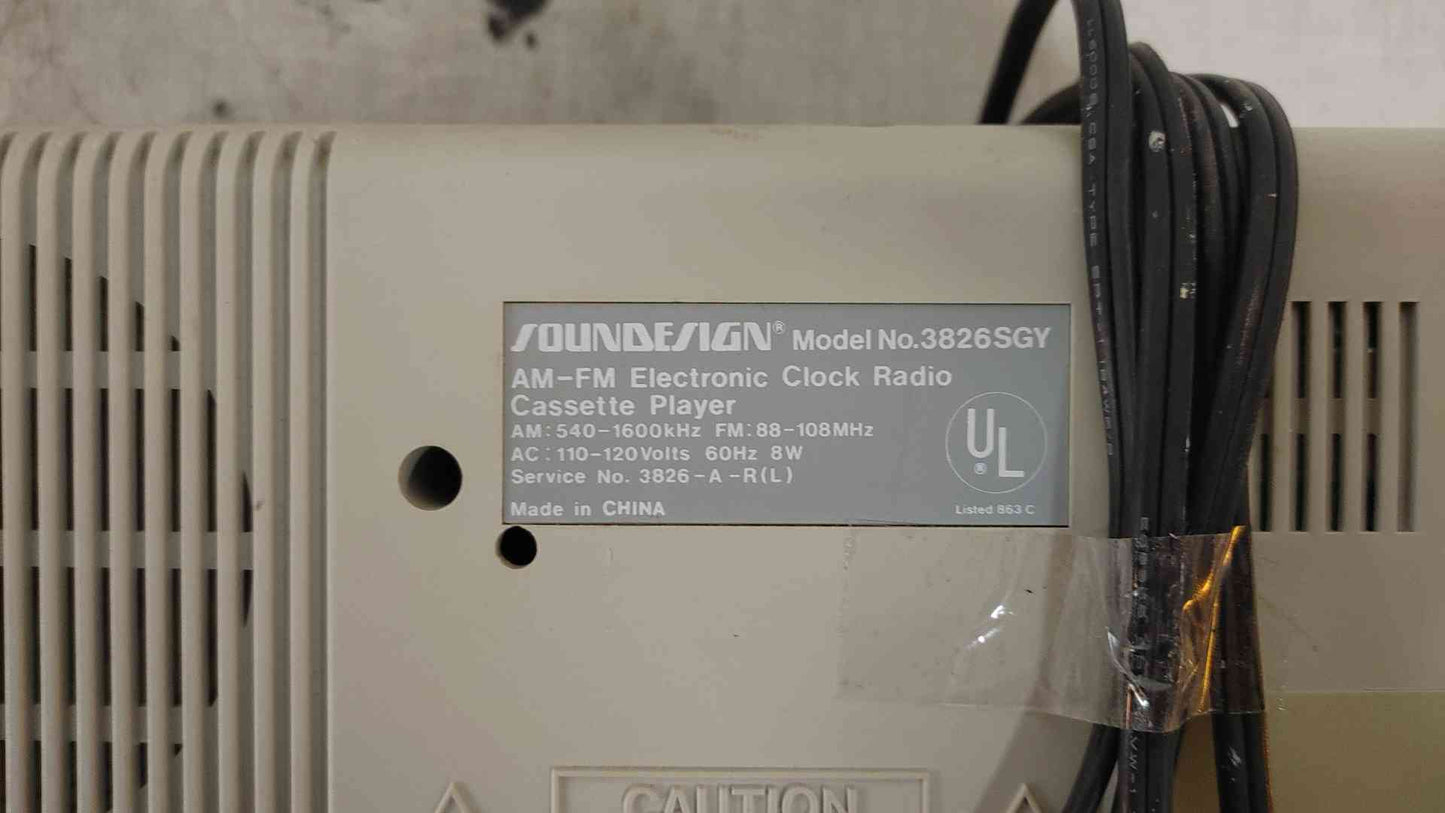 SOUNDESIGN® Model No.3826SGY
AM-FM Electronic Clock Radio
Cassette Player
AM: 540-1600kHz FM: 88-108MHz
AC: 110-120Volts 60Hz 8W
Service No. 3826-A-R(L)
Made in CHINA
UL®
Listed 863 C
CAUTION